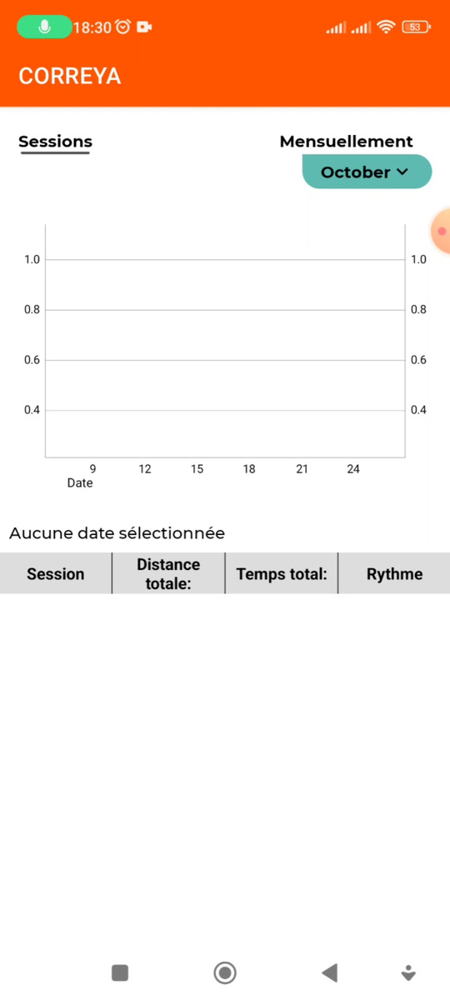 18:30
53
CORREYA
Sessions
Mensuellement
October
1.0 1.0
0.8 0.8
0.6 0.6
0.4 0.4
9 12 15 18 21 24
Date
Aucune date sélectionnée
Session
Distance
totale:
Temps total:
Rythme